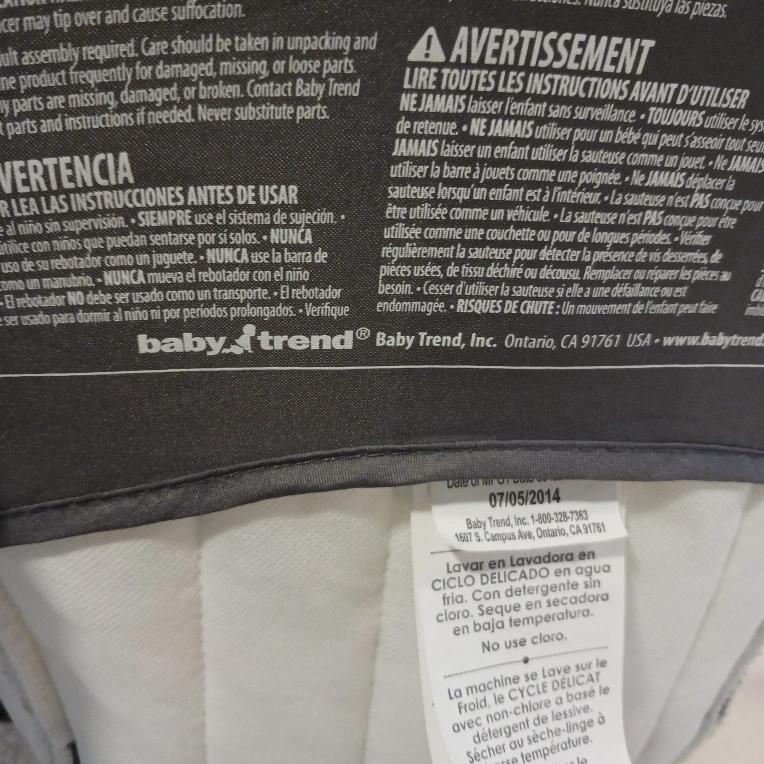 cer may tip over and cause suffocation.
ult assembly required. Care should be taken in unpacking and
ne product frequently for damaged, missing, or loose parts.
y parts are missing, damaged, or broken. Contact Baby Trend
t parts and instructions if needed. Never substitute parts.
VERTENCIA
R LEA LAS INSTRUCCIONES ANTES DE USAR
e al niño sin supervisión. • SIEMPRE use el sistema de sujeción. •
utilice con niños que puedan sentarse por sí solos. • NUNCA
uso de su rebotador como un juguete. • NUNCA use la barra de
como un manubrio. • NUNCA mueva el rebotador con el niño
• El rebotador NO debe ser usado como un transporte. • El rebotador
e ser usado para dormir al niño ni por periodos prolongados. • Verifique
Nunca sustituya las piezas.
AVERTISSEMENT
LIRE TOUTES LES INSTRUCTIONS AVANT D'UTILISER
NE JAMAIS laisser l'enfant sans surveillance. • TOUJOURS utiliser le sys
de retenue. • NE JAMAIS utiliser pour un bébé qui peut s'asseoir tout seu
JAMAIS laisser un enfant utiliser la sauteuse comme un jouet. • Ne JAMAIS
utiliser la barre à jouets comme une poignée. • Ne JAMAIS déplacer la
sauteuse lorsqu'un enfant est à l'intérieur. • La sauteuse n'est PAS conçue pour
être utilisée comme un véhicule. • La sauteuse n'est PAS conçue pour être
utilisée comme une couchette ou pour de longues périodes. • Vérifier
régulièrement la sauteuse pour détecter la présence de vis desserrées, de
pièces usées, de tissu déchiré ou décousu. Remplacer ou réparer les pièces au
besoin. • Cesser d'utiliser la sauteuse si elle a une défaillance ou est
endommagée. • RISQUES DE CHUTE : Un mouvement de l'enfant peut faire
baby trend® Baby Trend, Inc. Ontario, CA 91761 USA • www.babytrend.
07/05/2014
Baby Trend, Inc. 1-800-328-7363
1607 S. Campus Ave, Ontario, CA 91761
Lavar en Lavadora en
CICLO DELICADO en agua
fria. Con detergente sin
cloro. Seque en secadora
en baja temperatura.
No use cloro.
La machine se Lave sur le
Froid, le CYCLE DÉLICAT
avec non-chlore a basé le
détergent de lessive.
Sécher au sèche-linge à
sse température.